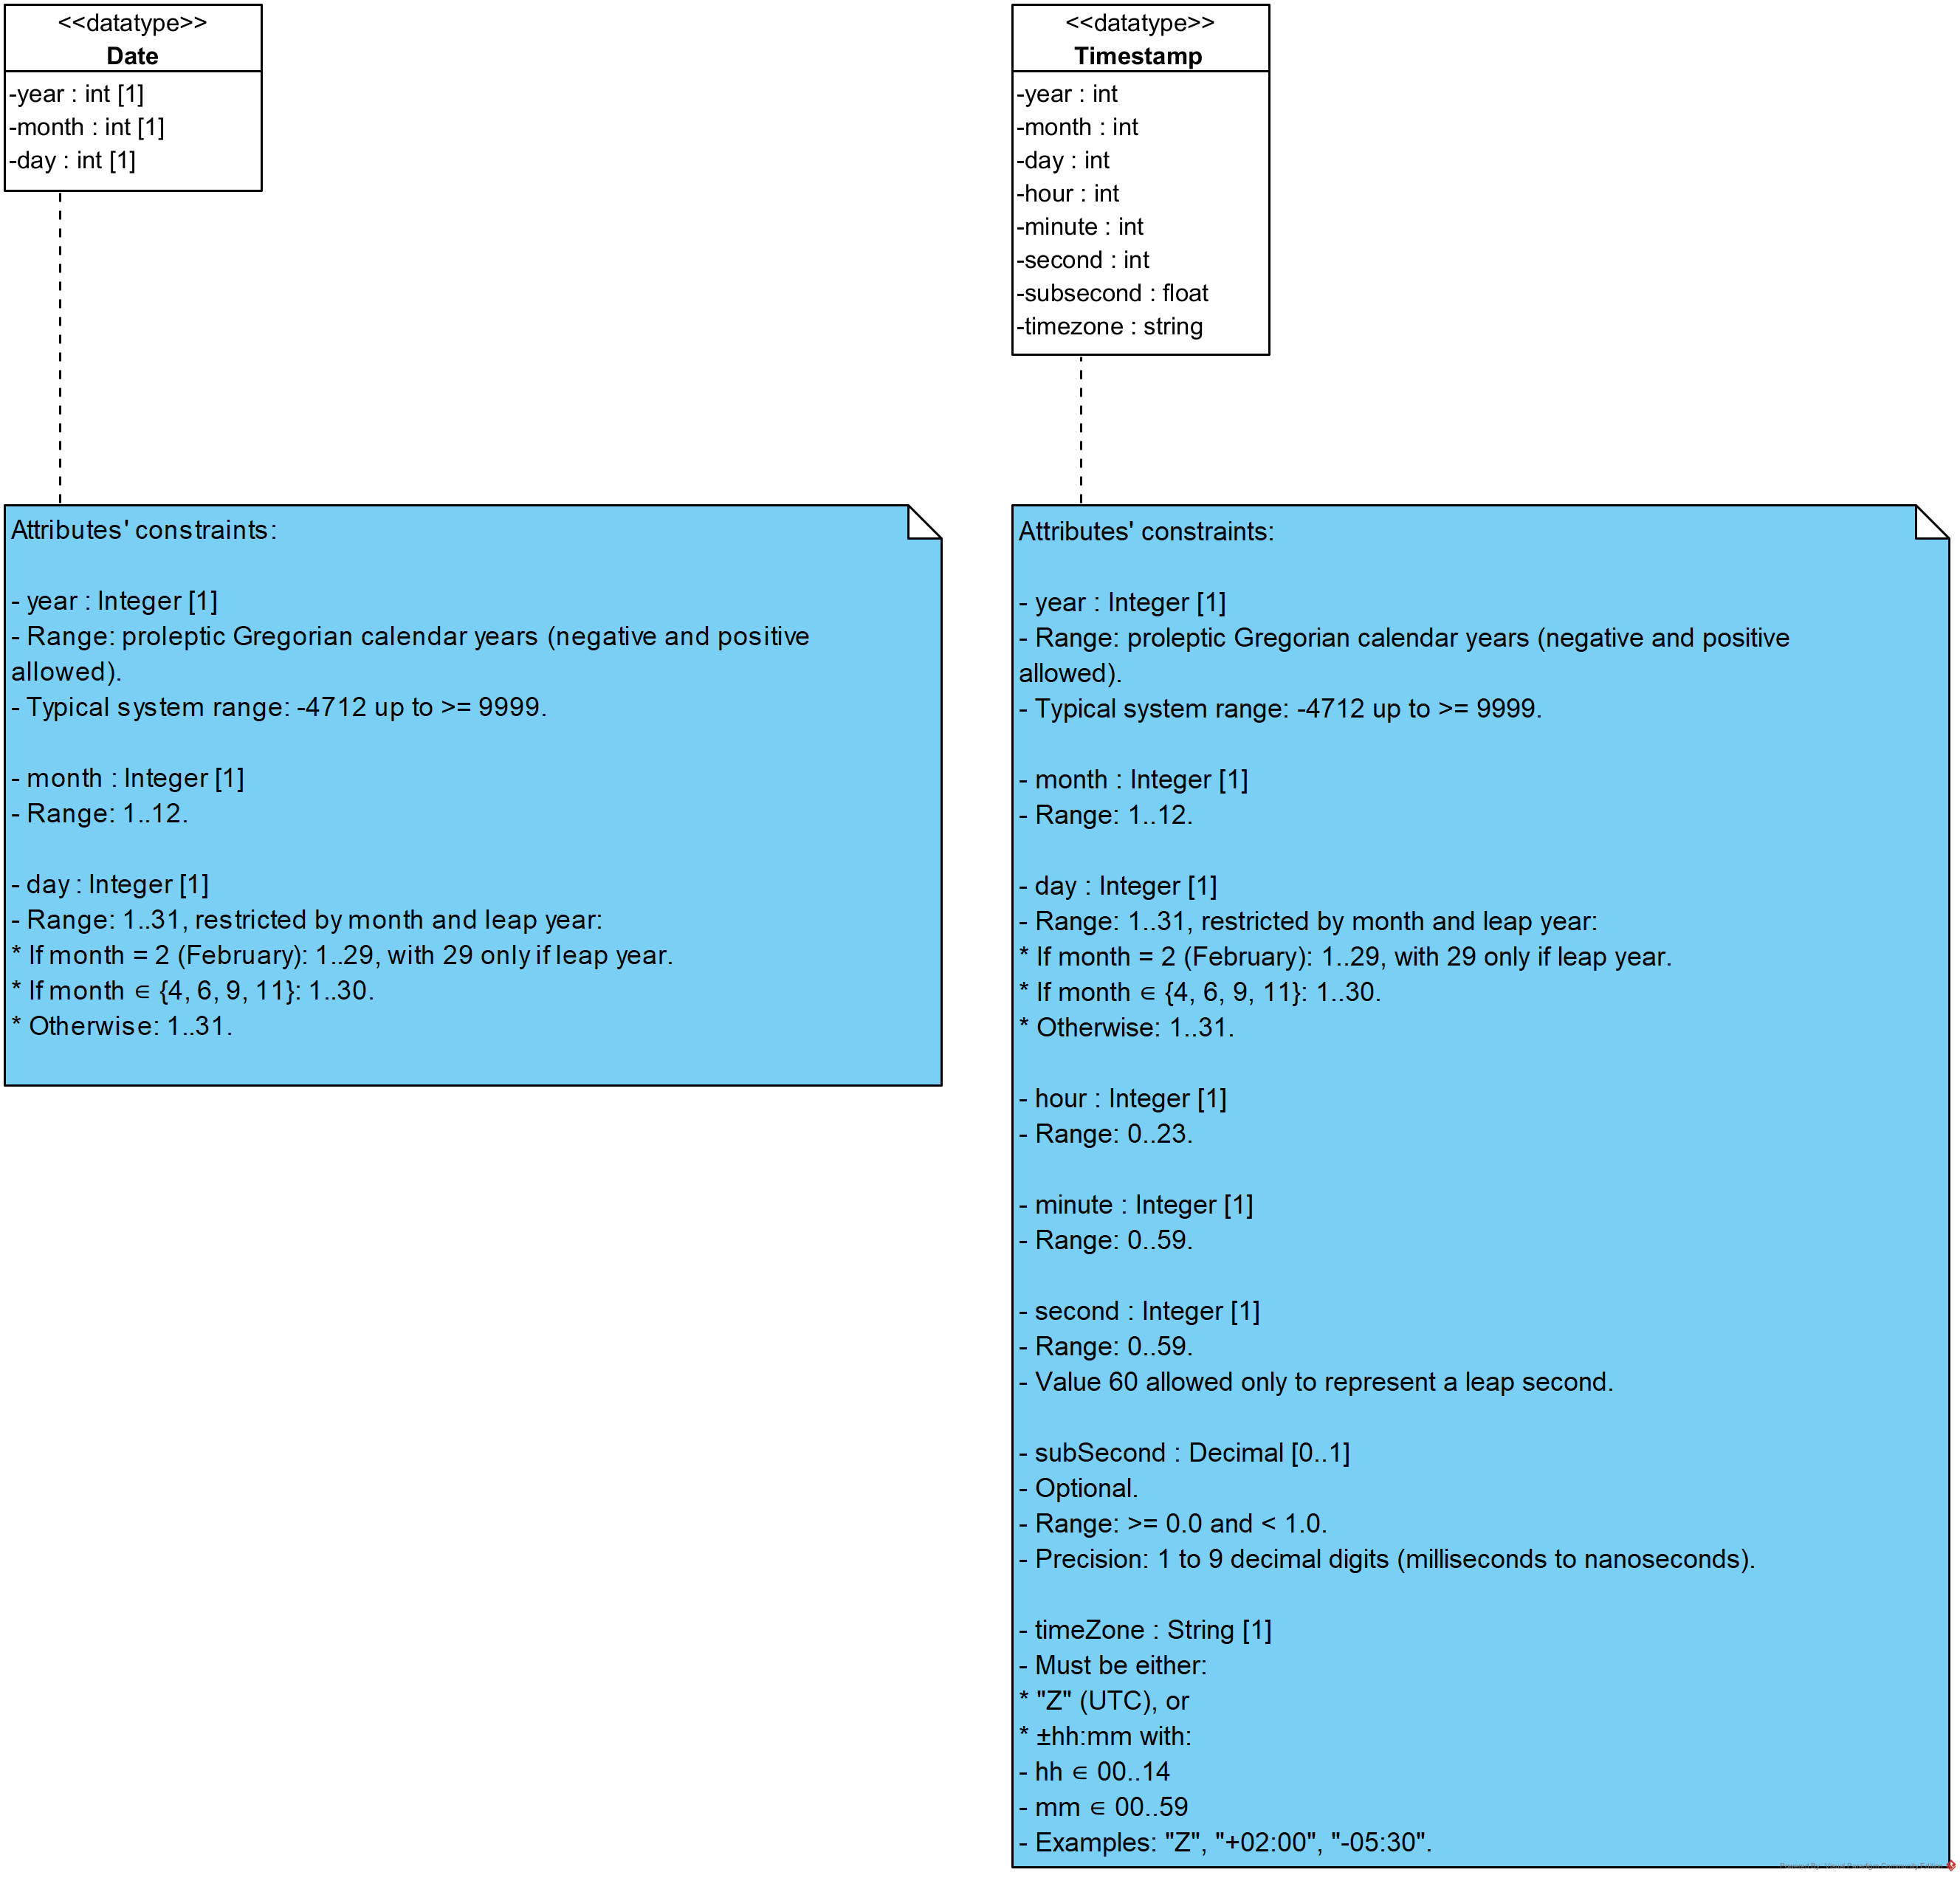 <<datatype>>
Date
-year : int [1]
-month : int [1]
-day : int [1]
<<datatype>>
Timestamp
-year : int
-month : int
-day : int
-hour : int
-minute : int
-second : int
-subsecond : float
-timezone : string
Attributes' constraints:
- year : Integer [1]
- Range: proleptic Gregorian calendar years (negative and positive
allowed).
- Typical system range: -4712 up to >= 9999.
- month : Integer [1]
- Range: 1..12.
- day : Integer [1]
- Range: 1..31, restricted by month and leap year:
* If month = 2 (February): 1..29, with 29 only if leap year.
* If month ∈ {4, 6, 9, 11}: 1..30.
* Otherwise: 1..31.
Attributes' constraints:
- year : Integer [1]
- Range: proleptic Gregorian calendar years (negative and positive
allowed).
- Typical system range: -4712 up to >= 9999.
- month : Integer [1]
- Range: 1..12.
- day : Integer [1]
- Range: 1..31, restricted by month and leap year:
* If month = 2 (February): 1..29, with 29 only if leap year.
* If month ∈ {4, 6, 9, 11}: 1..30.
* Otherwise: 1..31.
- hour : Integer [1]
- Range: 0..23.
- minute : Integer [1]
- Range: 0..59.
- second : Integer [1]
- Range: 0..59.
- Value 60 allowed only to represent a leap second.
- subSecond : Decimal [0..1]
- Optional.
- Range: >= 0.0 and < 1.0.
- Precision: 1 to 9 decimal digits (milliseconds to nanoseconds).
- timeZone : String [1]
- Must be either:
* "Z" (UTC), or
* ±hh:mm with:
- hh ∈ 00..14
- mm ∈ 00..59
- Examples: "Z", "+02:00", "-05:30".
Powered By Visual Paradigm Community Edition